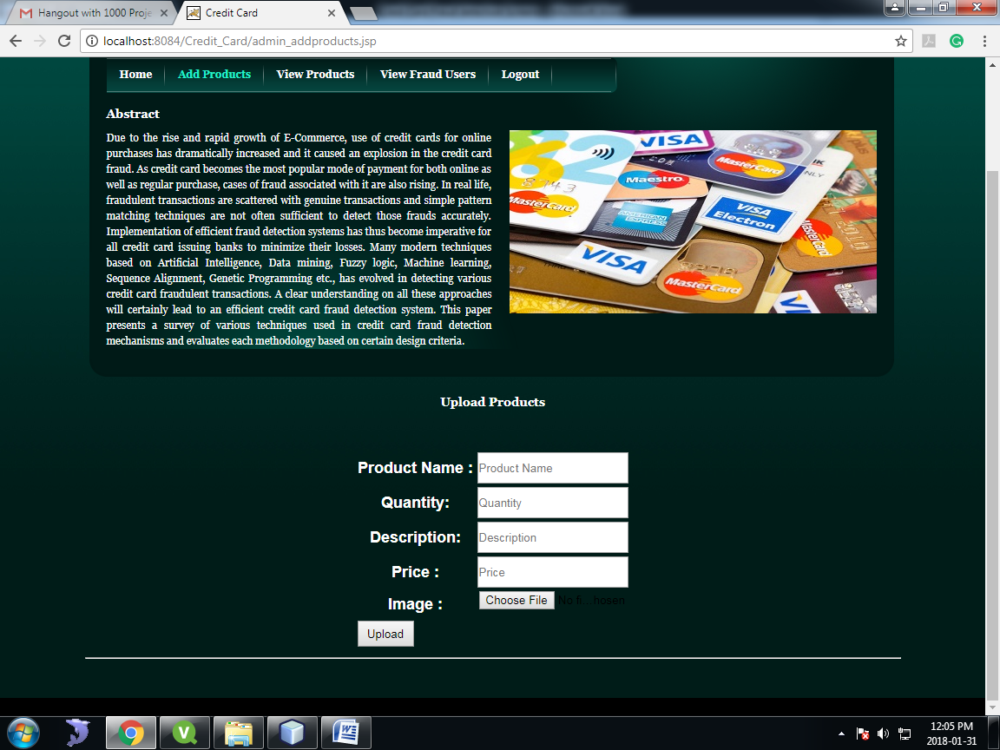 Hangout with 1000 Proje
Credit Card
localhost:8084/Credit_Card/admin_addproducts.jsp
Home Add Products View Products View Fraud Users Logout
Abstract
Due to the rise and rapid growth of E-Commerce, use of credit cards for online
purchases has dramatically increased and it caused an explosion in the credit card
fraud. As credit card becomes the most popular mode of payment for both online as
well as regular purchase, cases of fraud associated with it are also rising. In real life,
fraudulent transactions are scattered with genuine transactions and simple pattern
matching techniques are not often sufficient to detect those frauds accurately.
Implementation of efficient fraud detection systems has thus become imperative for
all credit card issuing banks to minimize their losses. Many modern techniques
based on Artificial Intelligence, Data mining, Fuzzy logic, Machine learning,
Sequence Alignment, Genetic Programming etc., has evolved in detecting various
credit card fraudulent transactions. A clear understanding on all these approaches
will certainly lead to an efficient credit card fraud detection system. This paper
presents a survey of various techniques used in credit card fraud detection
mechanisms and evaluates each methodology based on certain design criteria.
VISA
MasterCard
Maestro
MasterCard
AMERICAN EXPRESS
VISA
Electron
MasterCard
VISA
MasterCard
Upload Products
Product Name : Product Name
Quantity: Quantity
Description: Description
Price : Price
Image : Choose File No fi...hosen
Upload
12:05 PM
2018-01-31